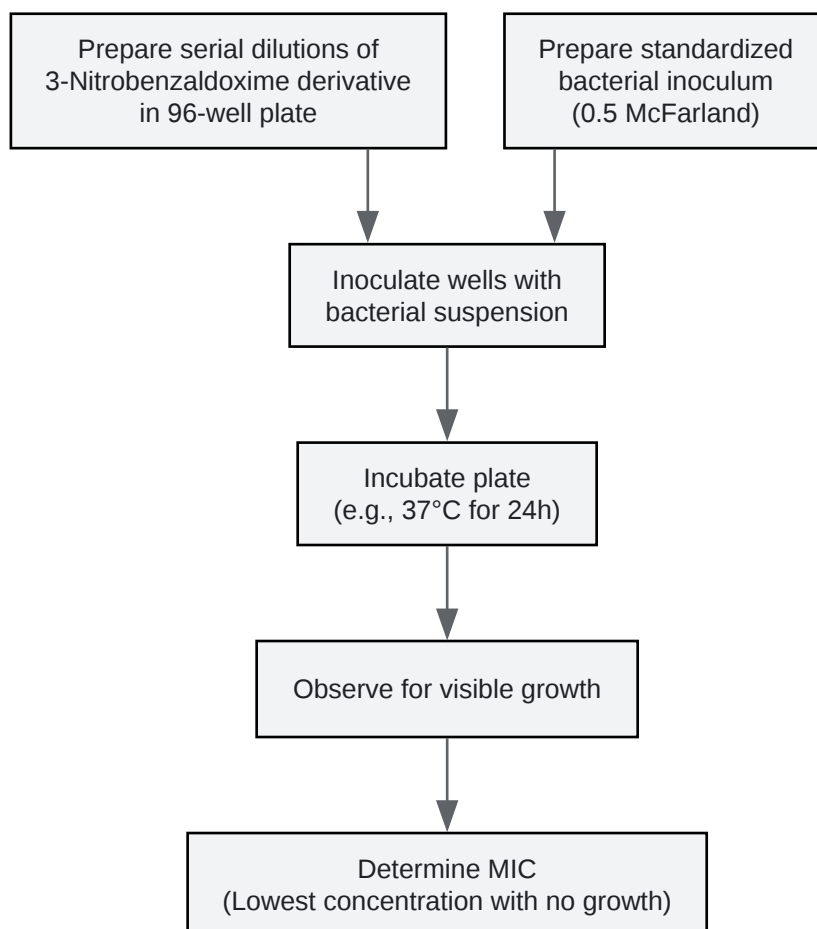 Prepare serial dilutions of
3-Nitrobenzaldoxime derivative
in 96-well plate
Prepare standardized
bacterial inoculum
(0.5 McFarland)
Inoculate wells with
bacterial suspension
Incubate plate
(e.g., 37°C for 24h)
Observe for visible growth
Determine MIC
(Lowest concentration with no growth)